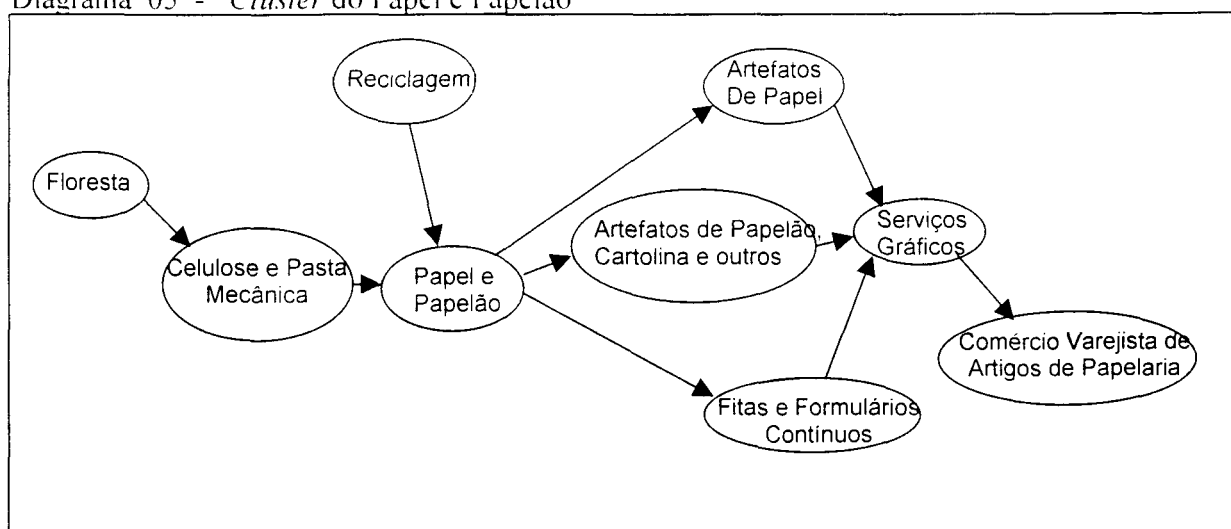 Diagrama 05 - Cluster do Papel e Papelão
Reciclagem
Artefatos
De Papel
Floresta
Artefatos de Papelão,
Cartolina e outros
Serviços
Gráficos
Celulose e Pasta
Mecânica
Papel e
Papelão
Comércio Varejista de
Artigos de Papelaria
Fitas e Formulários
Contínuos